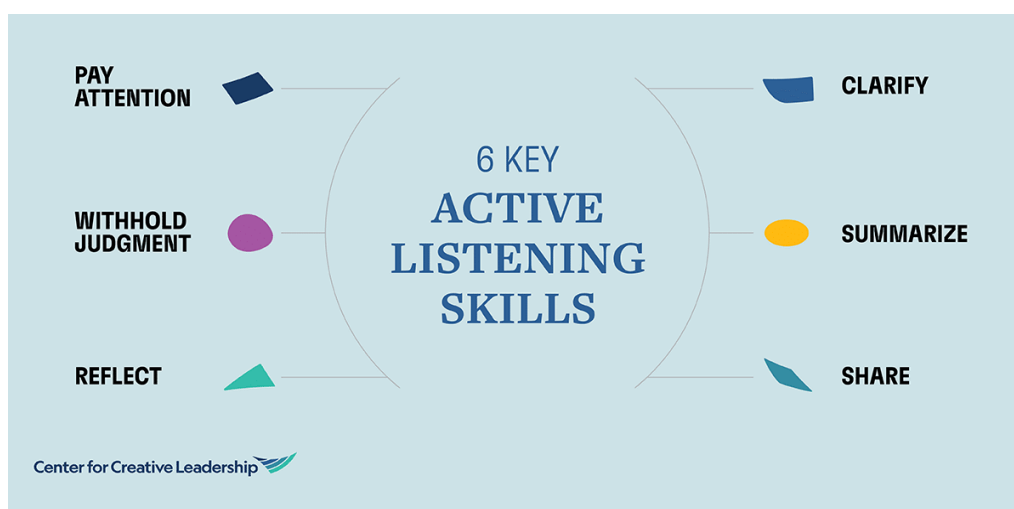 PAY
ATTENTION
WITHHOLD
JUDGMENT
REFLECT
6 KEY
ACTIVE
LISTENING
SKILLS
CLARIFY
SUMMARIZE
SHARE
Center for Creative Leadership